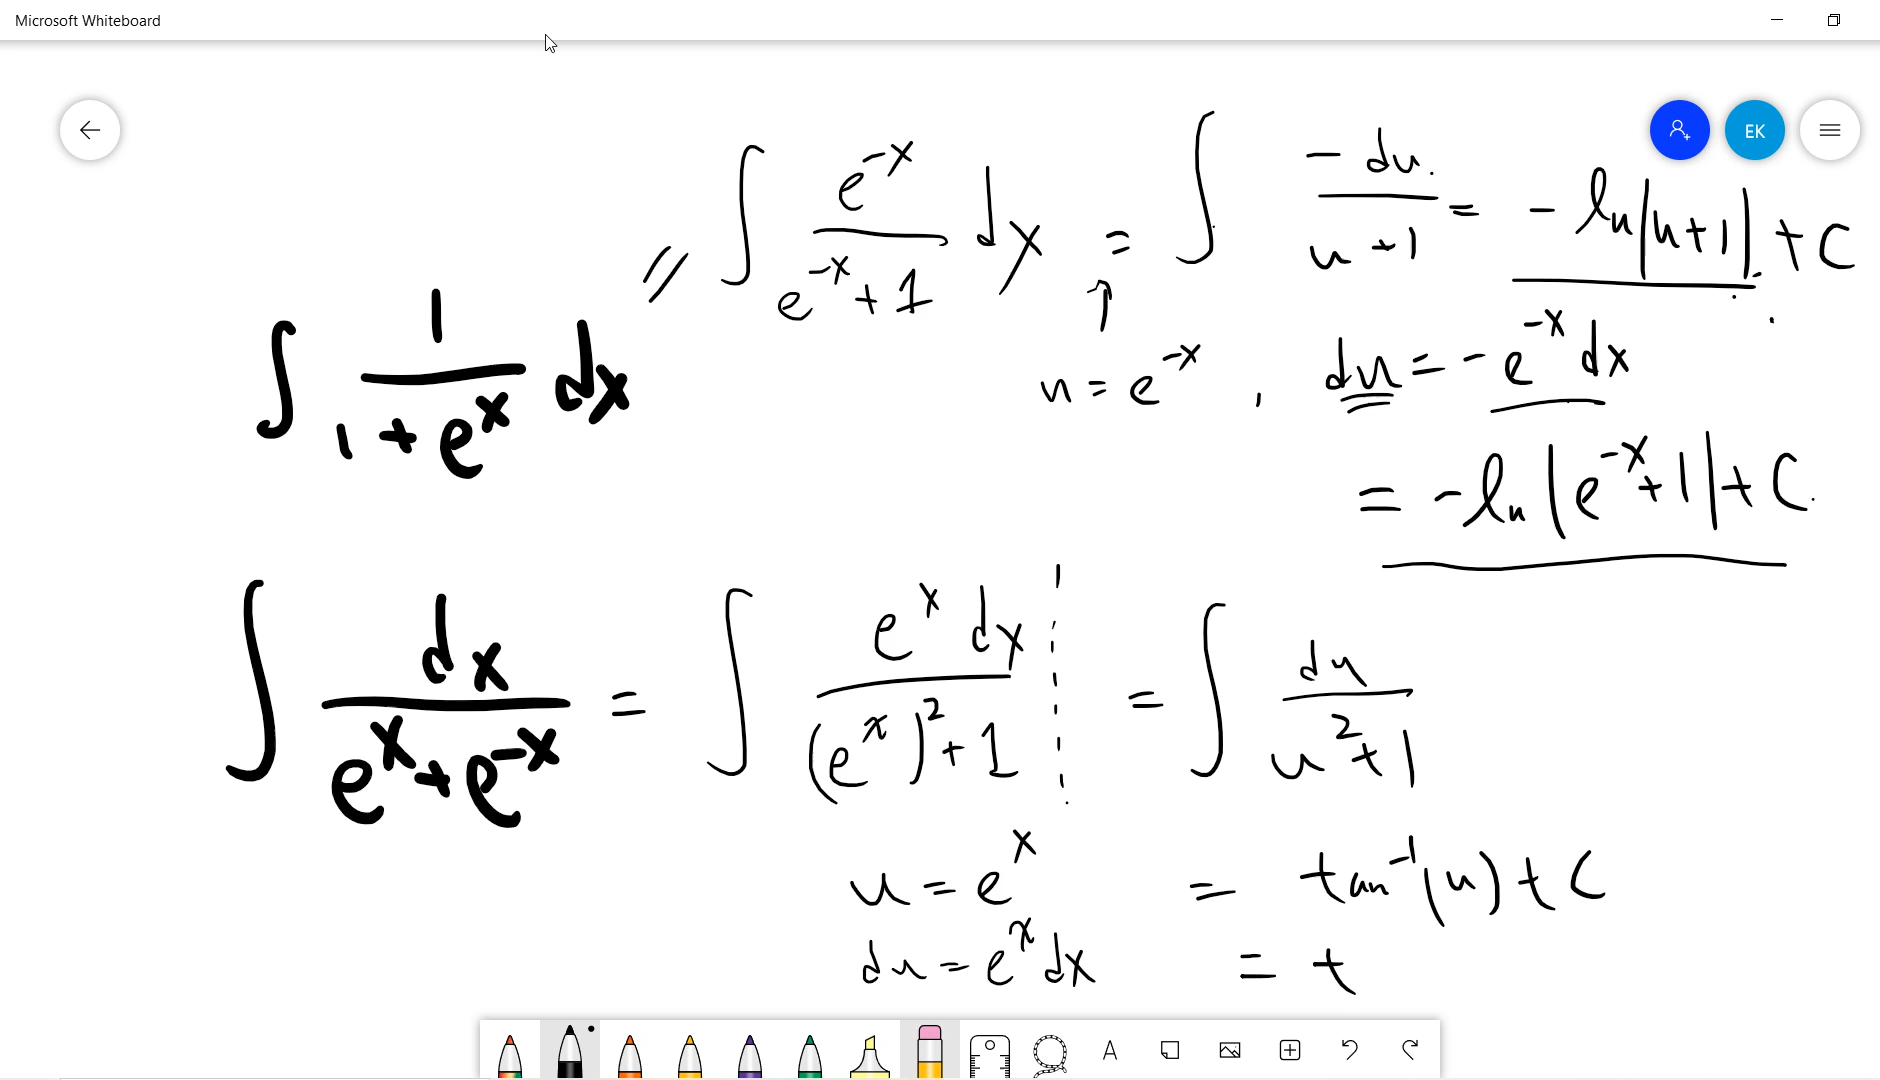 Microsoft Whiteboard
EK
∫ 1/(1 + e^x) dx = ∫ e^-x/(e^-x + 1) dx = ∫ -du/(u + 1) = -ln|u+1| + C
↑
u = e^-x , du = -e^-x dx
= -ln|e^-x + 1| + C
∫ dx/(e^x + e^-x) = ∫ e^x dx/((e^x)^2 + 1) = ∫ du/(u^2 + 1)
u = e^x = tan^-1(u) + C
du = e^x dx = t
A